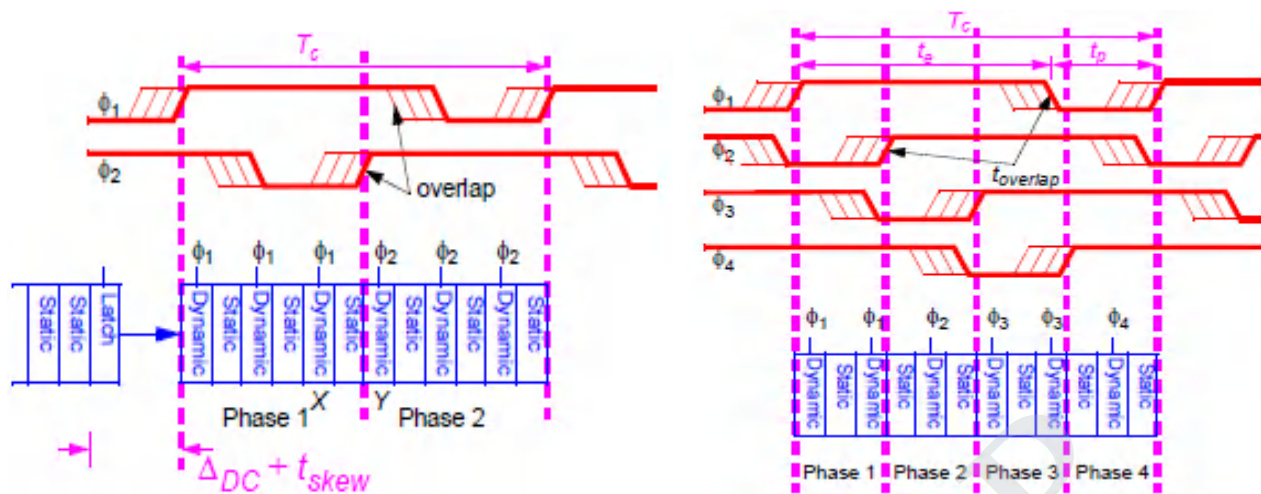 T_c
ϕ₁
ϕ₂
overlap
ϕ₁ ϕ₁ ϕ₁ ϕ₂ ϕ₂ ϕ₂
Static
Static
Latch
Dynamic
Static
Dynamic
Static
Dynamic
Static
Dynamic
Static
Dynamic
Static
Dynamic
Static
Phase 1 X Y Phase 2
Δ_DC + t_skew
T_c
t_e t_p
ϕ₁
ϕ₂
t_overlap
ϕ₃
ϕ₄
ϕ₁ ϕ₁ ϕ₂ ϕ₃ ϕ₃ ϕ₄
Dynamic
Static
Dynamic
Static
Dynamic
Static
Dynamic
Static
Dynamic
Static
Dynamic
Static
Phase 1 Phase 2 Phase 3 Phase 4